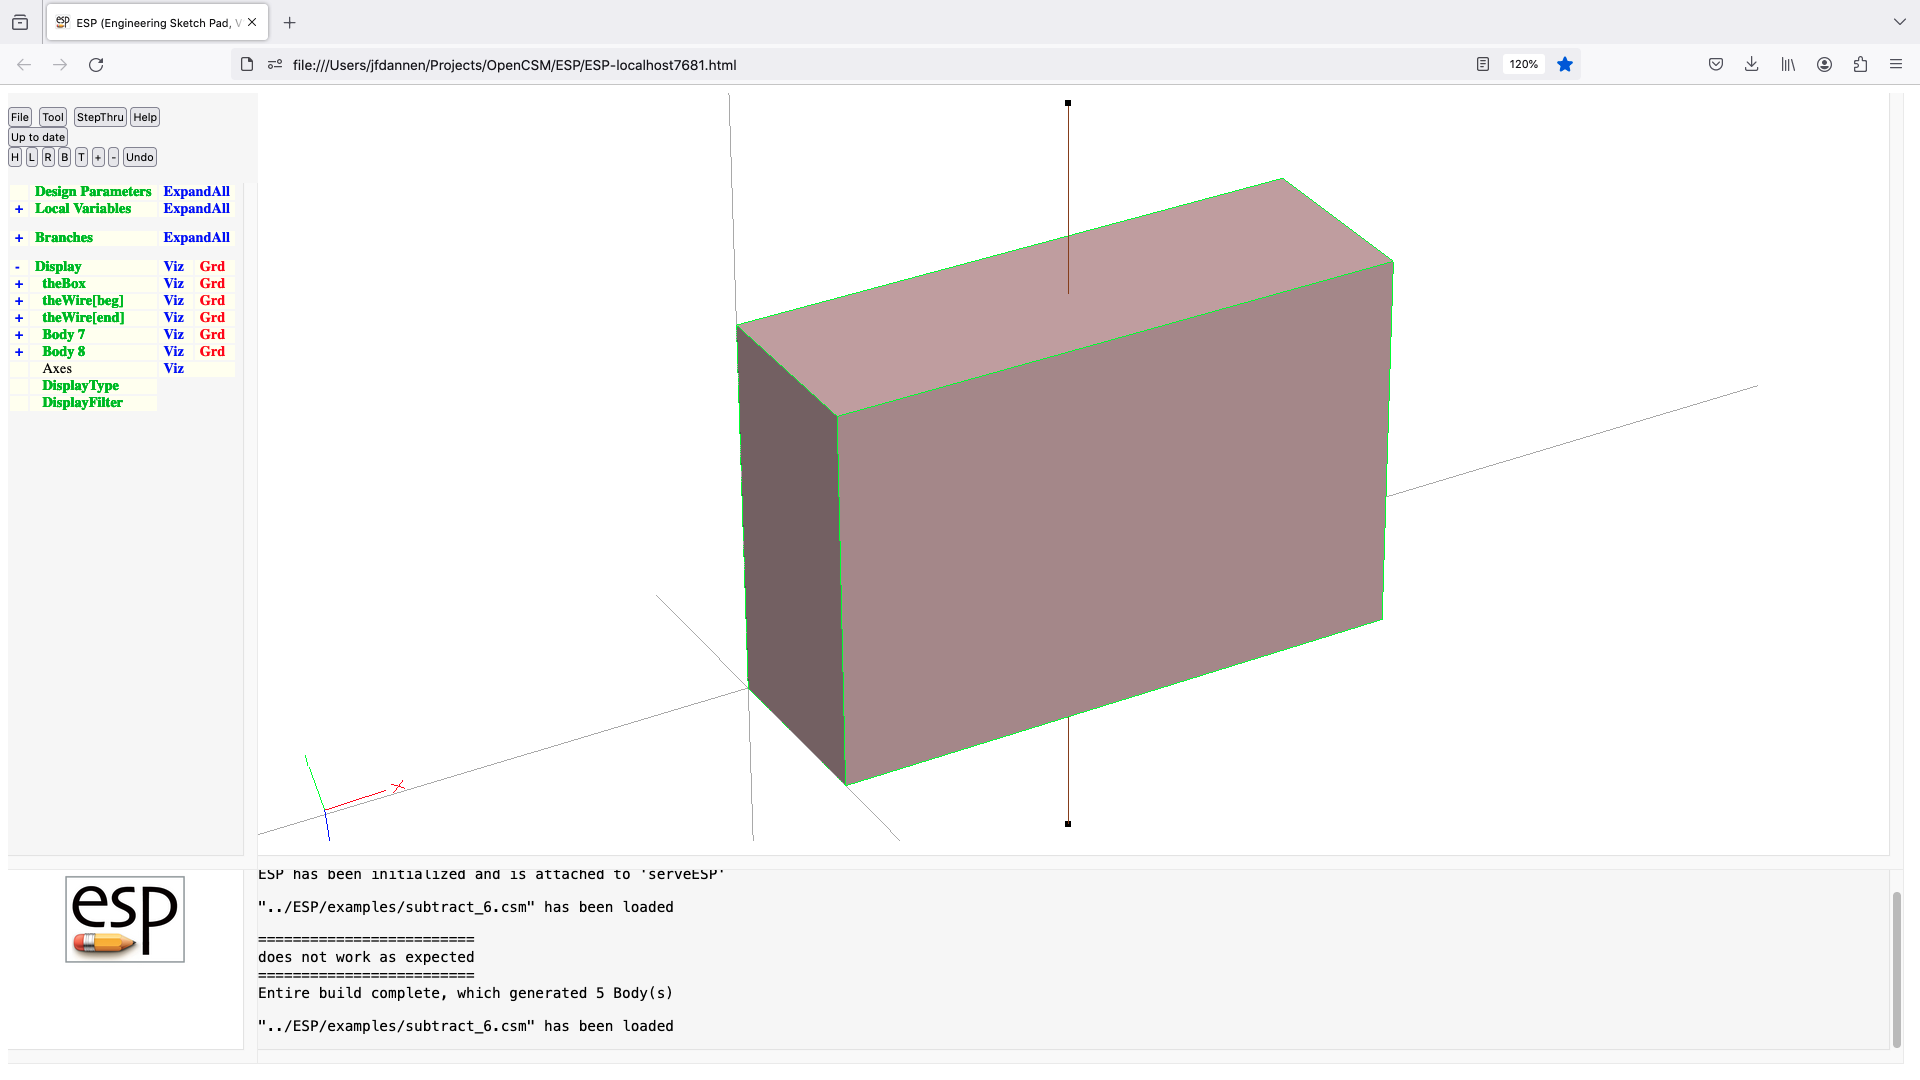 ESP (Engineering Sketch Pad, V
file:///Users/jfdannen/Projects/OpenCSM/ESP/ESP-localhost7681.html
120%
File Tool StepThru Help
Up to date
H L R B T + - Undo
Design Parameters ExpandAll
+ Local Variables ExpandAll
+ Branches ExpandAll
- Display Viz Grd
+ theBox Viz Grd
+ theWire[beg] Viz Grd
+ theWire[end] Viz Grd
+ Body 7 Viz Grd
+ Body 8 Viz Grd
Axes Viz
DisplayType
DisplayFilter
X
esp
ESP has been initialized and is attached to 'serveESP'
"../ESP/examples/subtract_6.csm" has been loaded
=========================
does not work as expected
=========================
Entire build complete, which generated 5 Body(s)
"../ESP/examples/subtract_6.csm" has been loaded